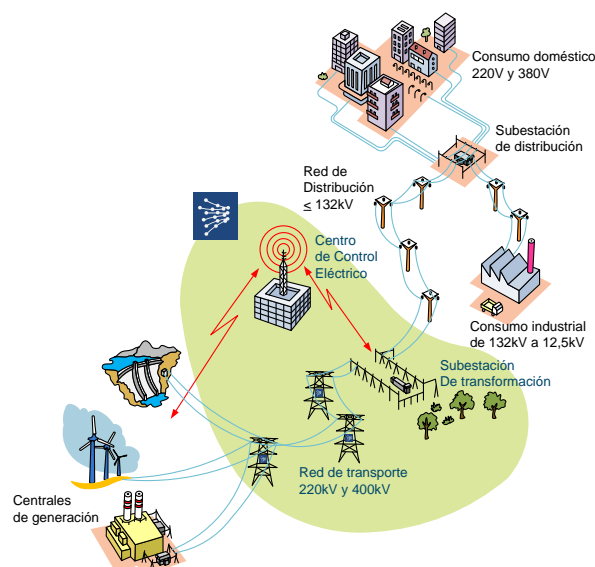 Consumo doméstico
220V y 380V
Subestación
de distribución
Red de
Distribución
≤ 132kV
Centro
de Control
Eléctrico
Consumo industrial
de 132kV a 12,5kV
Subestación
De transformación
Red de transporte
220kV y 400kV
Centrales
de generación